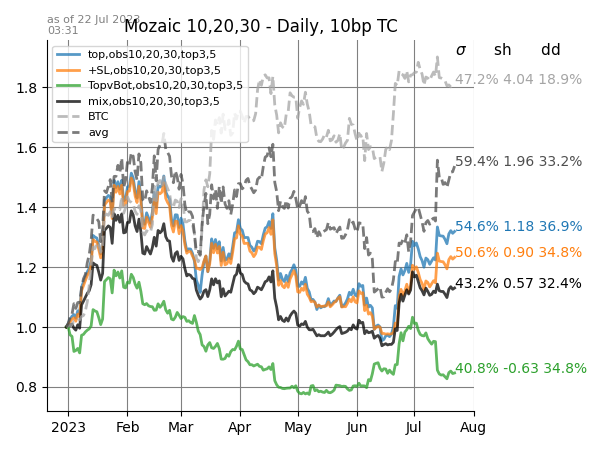 as of 22 Jul 2023
03:31
Mozaic 10,20,30 - Daily, 10bp TC
σ sh dd
top,obs10,20,30,top3,5
+SL,obs10,20,30,top3,5
TopvBot,obs10,20,30,top3,5
mix,obs10,20,30,top3,5
BTC
avg
47.2% 4.04 18.9%
59.4% 1.96 33.2%
54.6% 1.18 36.9%
50.6% 0.90 34.8%
43.2% 0.57 32.4%
40.8% -0.63 34.8%
1.8
1.6
1.4
1.2
1.0
0.8
2023 Feb Mar Apr May Jun Jul Aug